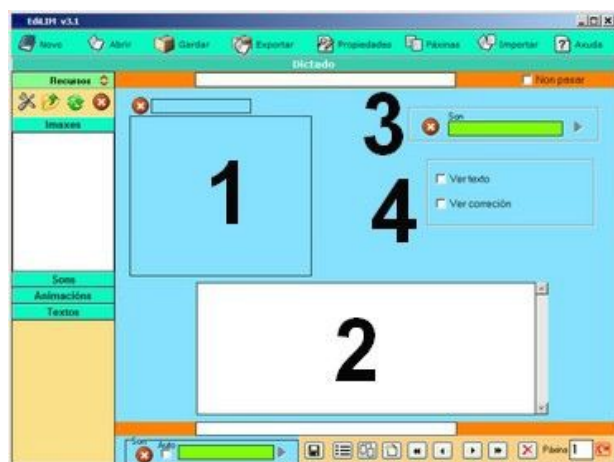 EdiLIM v3.1
Novo Abrir Gardar Exportar Propiedades Páxinas Importar Axuda
Dictado
Recursos
Non pasar
Imaxes
3
Son
1
4
Ver texto
Ver correción
Sons
Animacións
Textos
2
Son
Auto
Páxina 1